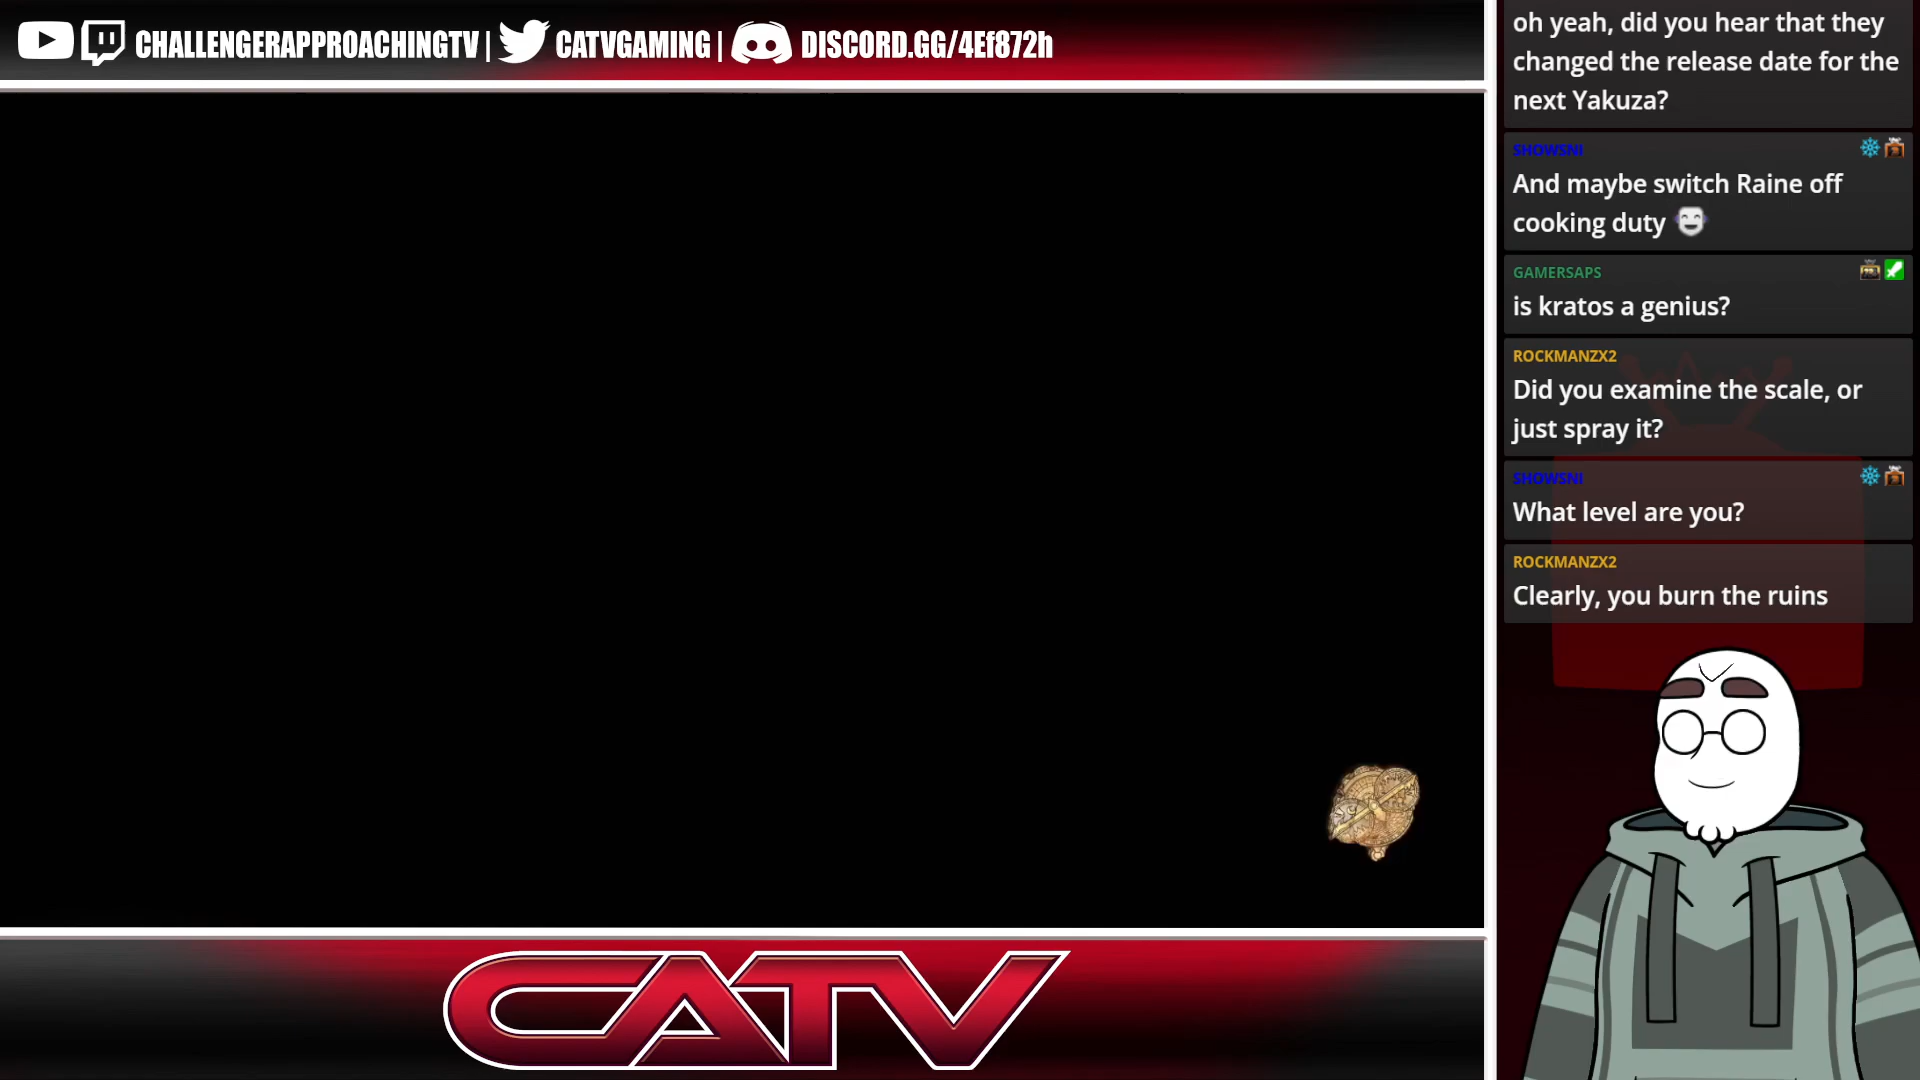 CHALLENGERAPPROACHINGTV | CATVGAMING | DISCORD.GG/4Ef872h
oh yeah, did you hear that they
changed the release date for the
next Yakuza?
SHOWSNI
And maybe switch Raine off
cooking duty
GAMERSAPS
is kratos a genius?
ROCKMANZX2
Did you examine the scale, or
just spray it?
SHOWSNI
What level are you?
ROCKMANZX2
Clearly, you burn the ruins
CATV